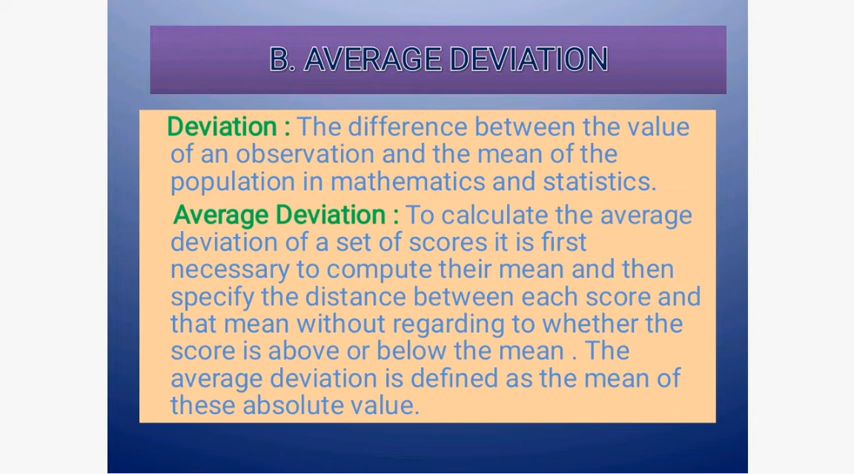 B. AVERAGE DEVIATION
Deviation : The difference between the value
of an observation and the mean of the
population in mathematics and statistics.
Average Deviation : To calculate the average
deviation of a set of scores it is first
necessary to compute their mean and then
specify the distance between each score and
that mean without regarding to whether the
score is above or below the mean . The
average deviation is defined as the mean of
these absolute value.